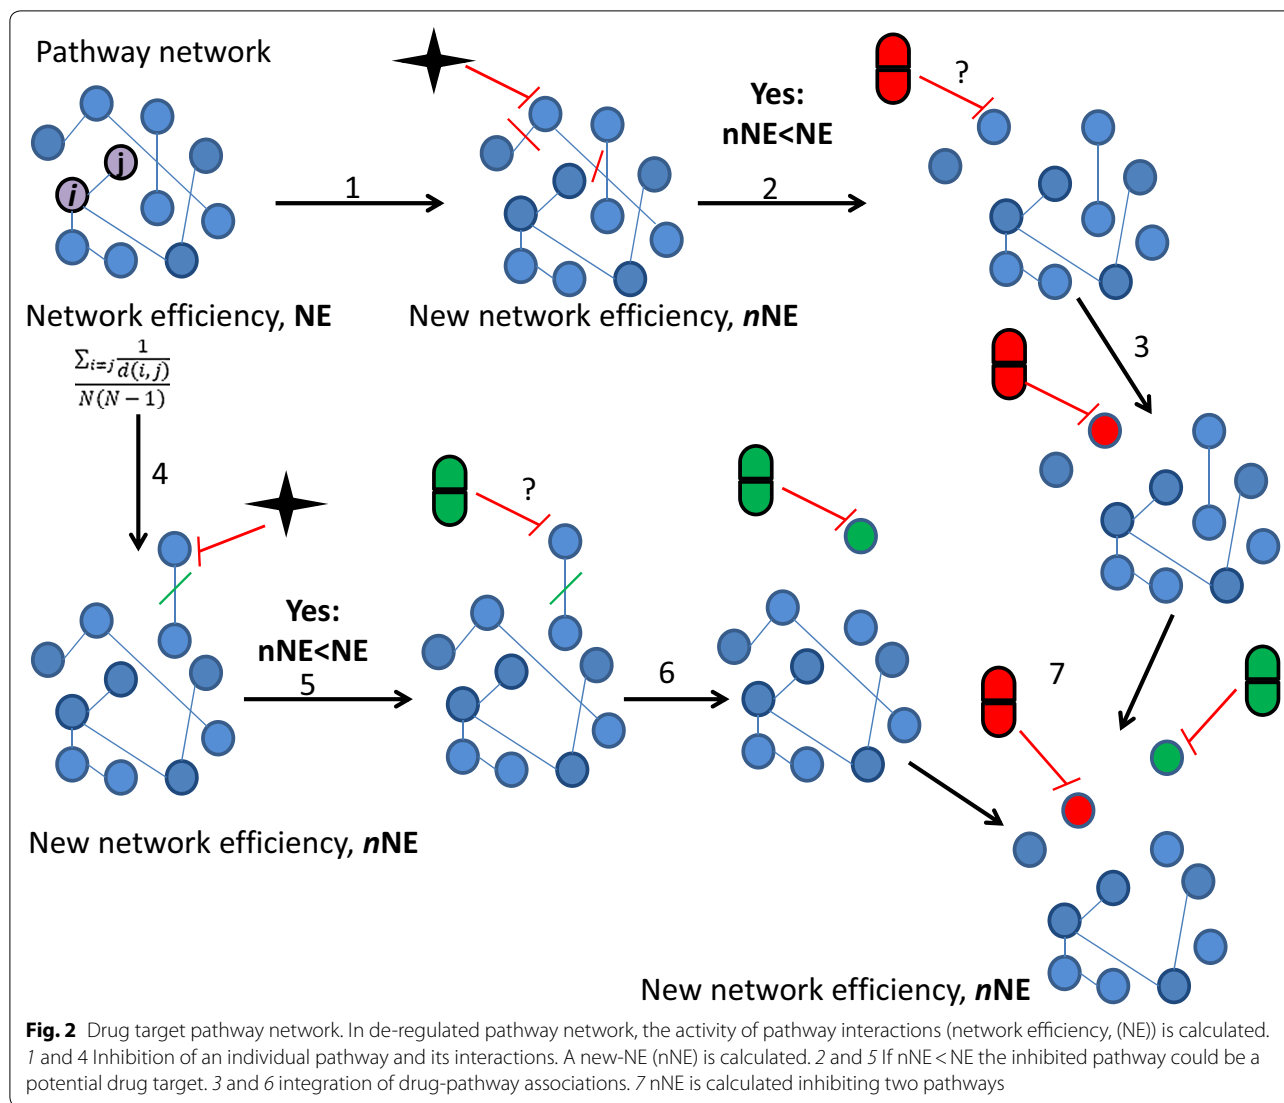 Pathway network
j
i
1
Yes:
nNE<NE
2
?
Network efficiency, NE
New network efficiency, nNE
∑i=j 1/d(i,j)
N(N − 1)
3
4
?
Yes:
nNE<NE
5
6
7
New network efficiency, nNE
New network efficiency, nNE
Fig. 2 Drug target pathway network. In de-regulated pathway network, the activity of pathway interactions (network efficiency, (NE)) is calculated.
1 and 4 Inhibition of an individual pathway and its interactions. A new-NE (nNE) is calculated. 2 and 5 If nNE < NE the inhibited pathway could be a
potential drug target. 3 and 6 integration of drug-pathway associations. 7 nNE is calculated inhibiting two pathways